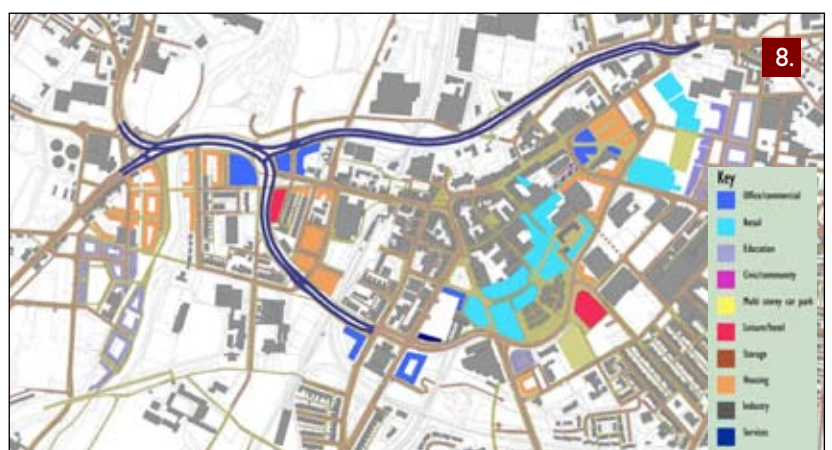 8.
Key
Office/commercial
Retail
Education
Civic/community
Multi storey car park
Leisure/hotel
Storage
Housing
Industry
Services